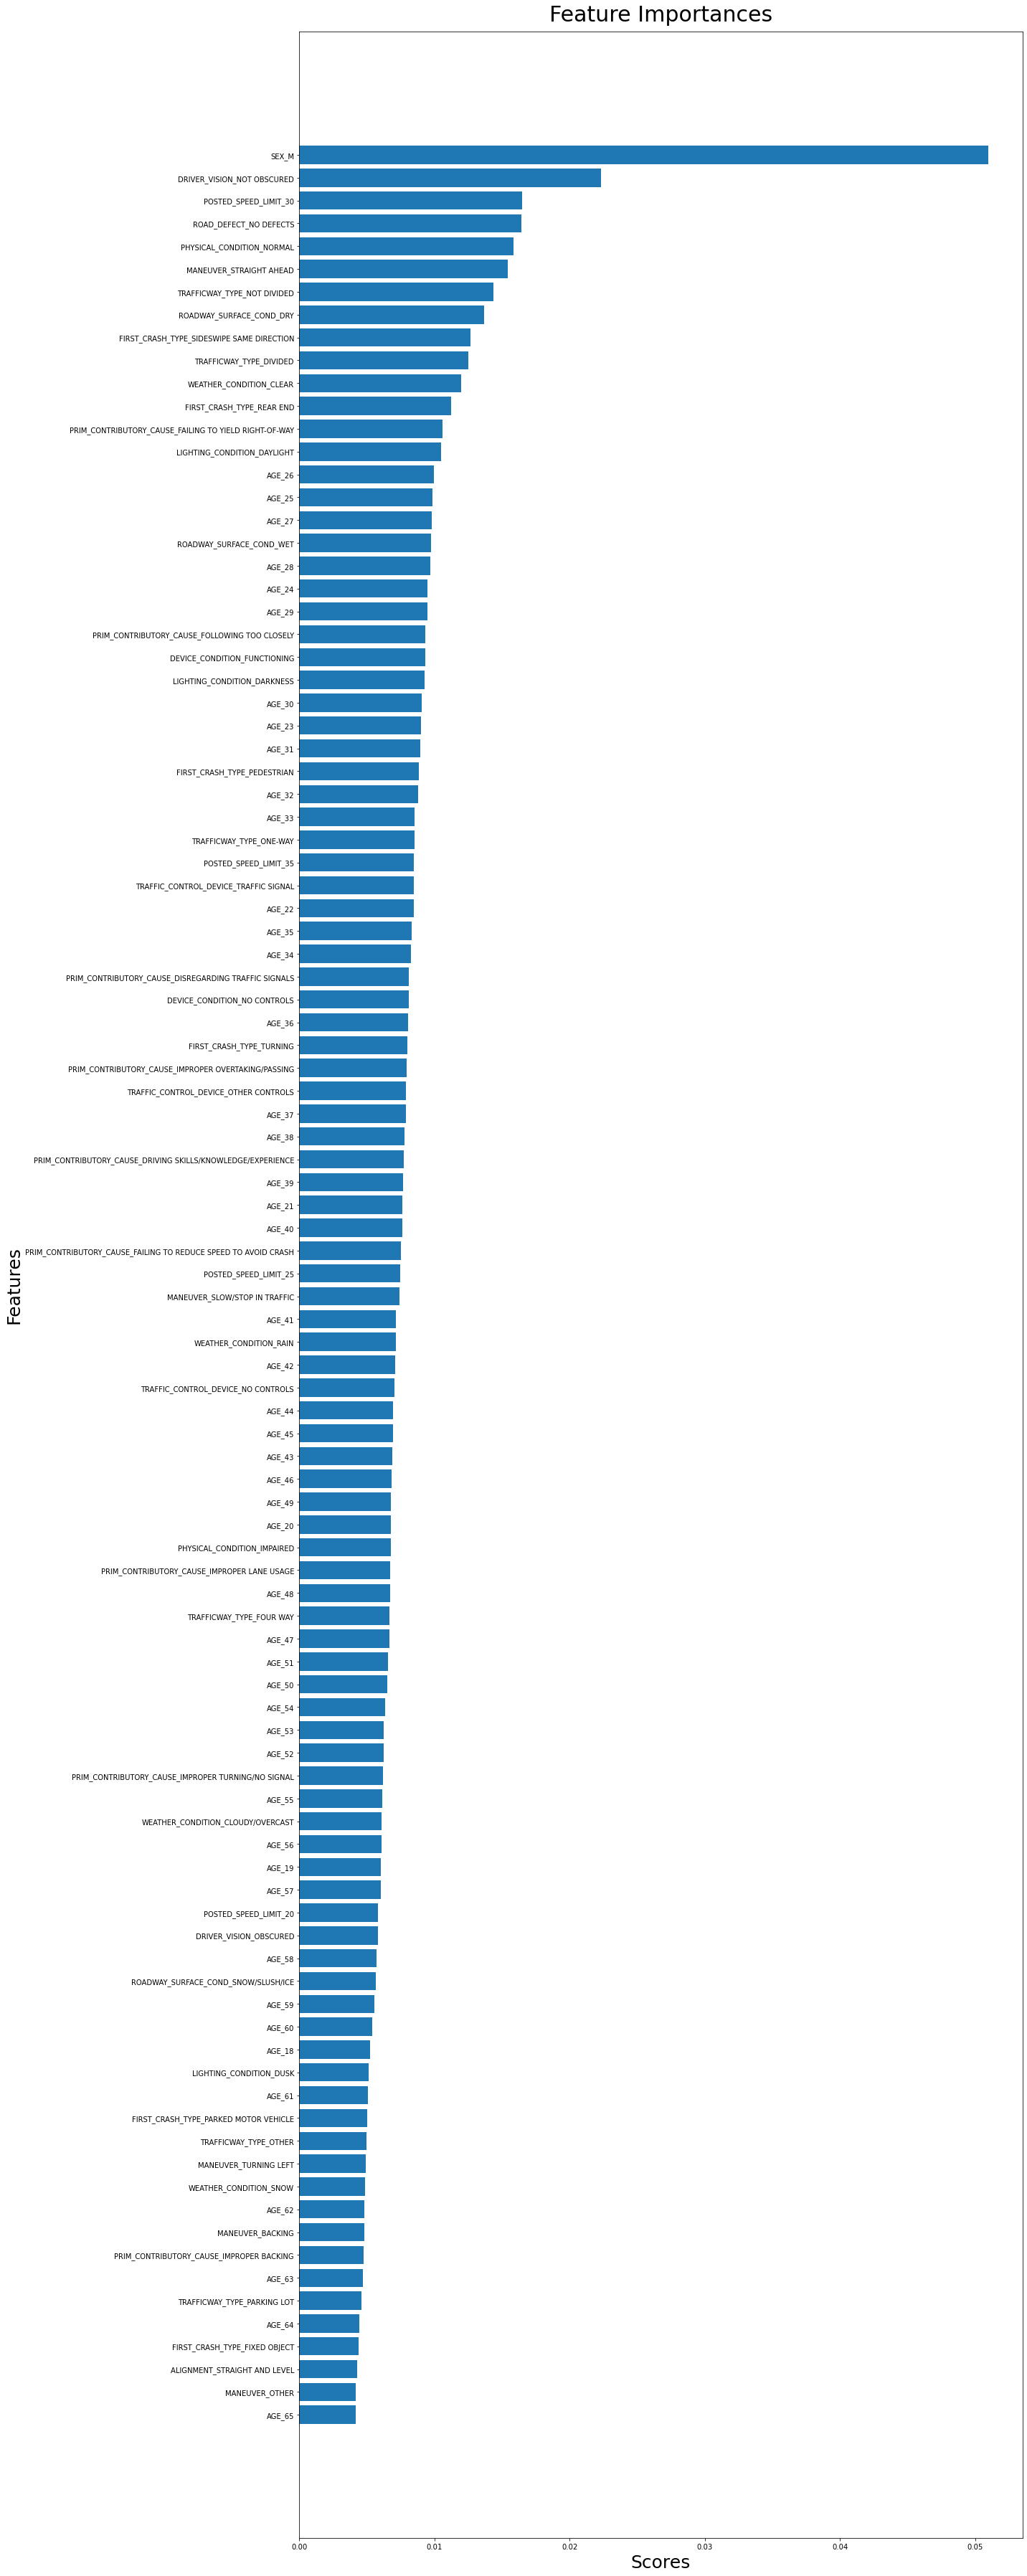 Feature Importances
SEX_M
DRIVER_VISION_NOT OBSCURED
POSTED_SPEED_LIMIT_30
ROAD_DEFECT_NO DEFECTS
PHYSICAL_CONDITION_NORMAL
MANEUVER_STRAIGHT AHEAD
TRAFFICWAY_TYPE_NOT DIVIDED
ROADWAY_SURFACE_COND_DRY
FIRST_CRASH_TYPE_SIDESWIPE SAME DIRECTION
TRAFFICWAY_TYPE_DIVIDED
WEATHER_CONDITION_CLEAR
FIRST_CRASH_TYPE_REAR END
PRIM_CONTRIBUTORY_CAUSE_FAILING TO YIELD RIGHT-OF-WAY
LIGHTING_CONDITION_DAYLIGHT
AGE_26
AGE_25
AGE_27
ROADWAY_SURFACE_COND_WET
AGE_28
AGE_24
AGE_29
PRIM_CONTRIBUTORY_CAUSE_FOLLOWING TOO CLOSELY
DEVICE_CONDITION_FUNCTIONING
LIGHTING_CONDITION_DARKNESS
AGE_30
AGE_23
AGE_31
FIRST_CRASH_TYPE_PEDESTRIAN
AGE_32
AGE_33
TRAFFICWAY_TYPE_ONE-WAY
POSTED_SPEED_LIMIT_35
TRAFFIC_CONTROL_DEVICE_TRAFFIC SIGNAL
AGE_22
AGE_35
AGE_34
PRIM_CONTRIBUTORY_CAUSE_DISREGARDING TRAFFIC SIGNALS
DEVICE_CONDITION_NO CONTROLS
AGE_36
FIRST_CRASH_TYPE_TURNING
PRIM_CONTRIBUTORY_CAUSE_IMPROPER OVERTAKING/PASSING
TRAFFIC_CONTROL_DEVICE_OTHER CONTROLS
AGE_37
AGE_38
PRIM_CONTRIBUTORY_CAUSE_DRIVING SKILLS/KNOWLEDGE/EXPERIENCE
AGE_39
AGE_21
AGE_40
PRIM_CONTRIBUTORY_CAUSE_FAILING TO REDUCE SPEED TO AVOID CRASH
POSTED_SPEED_LIMIT_25
MANEUVER_SLOW/STOP IN TRAFFIC
AGE_41
WEATHER_CONDITION_RAIN
AGE_42
TRAFFIC_CONTROL_DEVICE_NO CONTROLS
AGE_44
AGE_45
AGE_43
AGE_46
AGE_49
AGE_20
PHYSICAL_CONDITION_IMPAIRED
PRIM_CONTRIBUTORY_CAUSE_IMPROPER LANE USAGE
AGE_48
TRAFFICWAY_TYPE_FOUR WAY
AGE_47
AGE_51
AGE_50
AGE_54
AGE_53
AGE_52
PRIM_CONTRIBUTORY_CAUSE_IMPROPER TURNING/NO SIGNAL
AGE_55
WEATHER_CONDITION_CLOUDY/OVERCAST
AGE_56
AGE_19
AGE_57
POSTED_SPEED_LIMIT_20
DRIVER_VISION_OBSCURED
AGE_58
ROADWAY_SURFACE_COND_SNOW/SLUSH/ICE
AGE_59
AGE_60
AGE_18
LIGHTING_CONDITION_DUSK
AGE_61
FIRST_CRASH_TYPE_PARKED MOTOR VEHICLE
TRAFFICWAY_TYPE_OTHER
MANEUVER_TURNING LEFT
WEATHER_CONDITION_SNOW
AGE_62
MANEUVER_BACKING
PRIM_CONTRIBUTORY_CAUSE_IMPROPER BACKING
AGE_63
TRAFFICWAY_TYPE_PARKING LOT
AGE_64
FIRST_CRASH_TYPE_FIXED OBJECT
ALIGNMENT_STRAIGHT AND LEVEL
MANEUVER_OTHER
AGE_65
Features
0.00 0.01 0.02 0.03 0.04 0.05
Scores